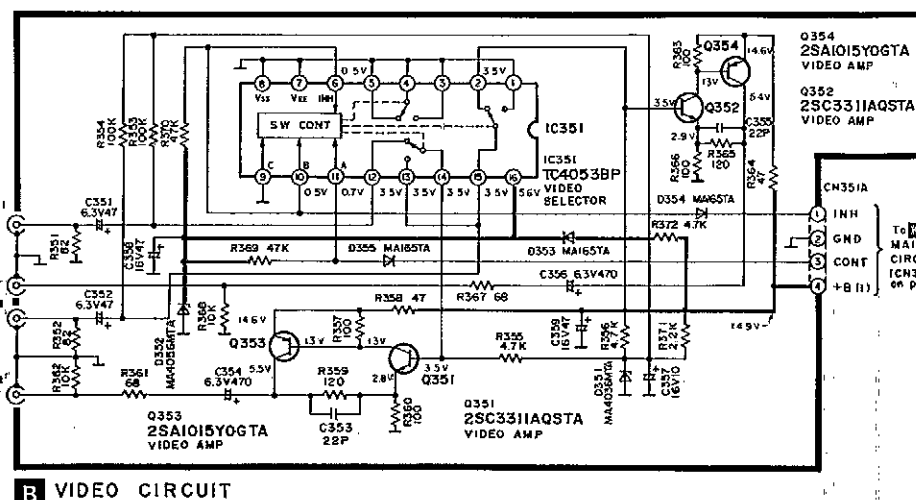 Q354
2SA1015YOGTA
VIDEO AMP
Q352
2SC3311AQSTA
VIDEO AMP
R363
100
Q354
14.6V
13V
5.4V
3.5V
Q352
2.9V
C355
22P
R365
120
R366
100
R364
47
R354
100K
R353
100K
R370
47K
0.5V
3.5V
8
7
6
5
4
3
2
1
VSS
VEE
INH
SW CONT
IC351
C
B
A
IC351
TC4053BP
VIDEO
SELECTOR
9
10
11
12
13
14
15
16
0.5V
0.7V
3.5V
3.5V
3.5V
3.5V
5.6V
D354 MA165TA
CN351A
1 INH
2 GND
3 CONT
4 +B(1)
To
C351
6.3V47
R351
82
16V47
R369 47K
D355 MA165TA
D353 MA165TA
R372 4.7K
C356 6.3V470
R367 68
C352
6.3V47
R352
82
R362
10K
D352
MA4056MTA
R368
10K
R358 47
14.6V
Q353
R357
100
13V
13V
C359
16V47
R356
4.7K
R371
2.2K
14.9V
R355
4.7K
3.5V
Q351
2.8V
5.5V
R361
68
C354
6.3V470
R359
120
C353
22P
R360
100
D351
MA4036MTA
C357
16V10
Q353
2SA1015YOGTA
VIDEO AMP
Q351
2SC3311AQSTA
VIDEO AMP
B VIDEO CIRCUIT